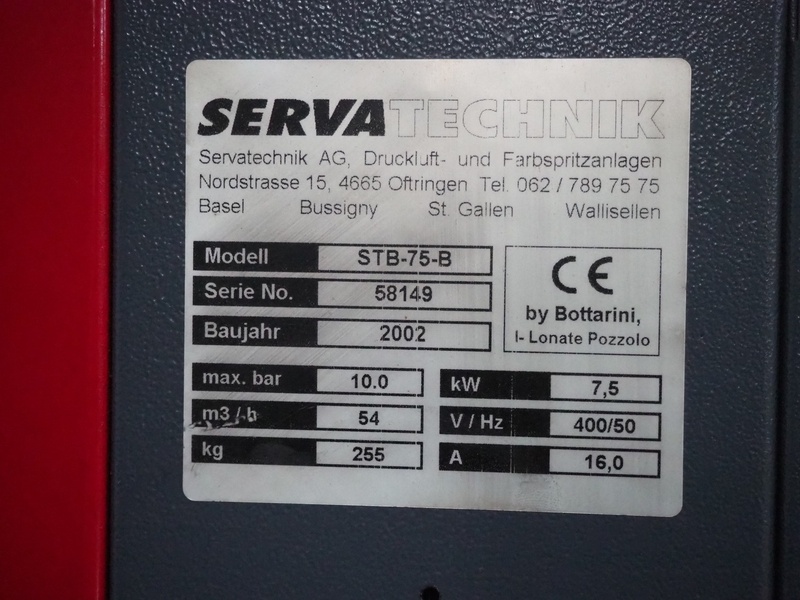 SERVATECHNIK
Servatechnik AG, Druckluft- und Farbspritzanlagen
Nordstrasse 15, 4665 Oftringen Tel. 062 / 789 75 75
Basel Bussigny St. Gallen Wallisellen
Modell STB-75-B
Serie No. 58149
Baujahr 2002
CE
by Bottarini,
I- Lonate Pozzolo
max. bar 10.0
m3 / h 54
kg 255
kW 7,5
V / Hz 400/50
A 16,0